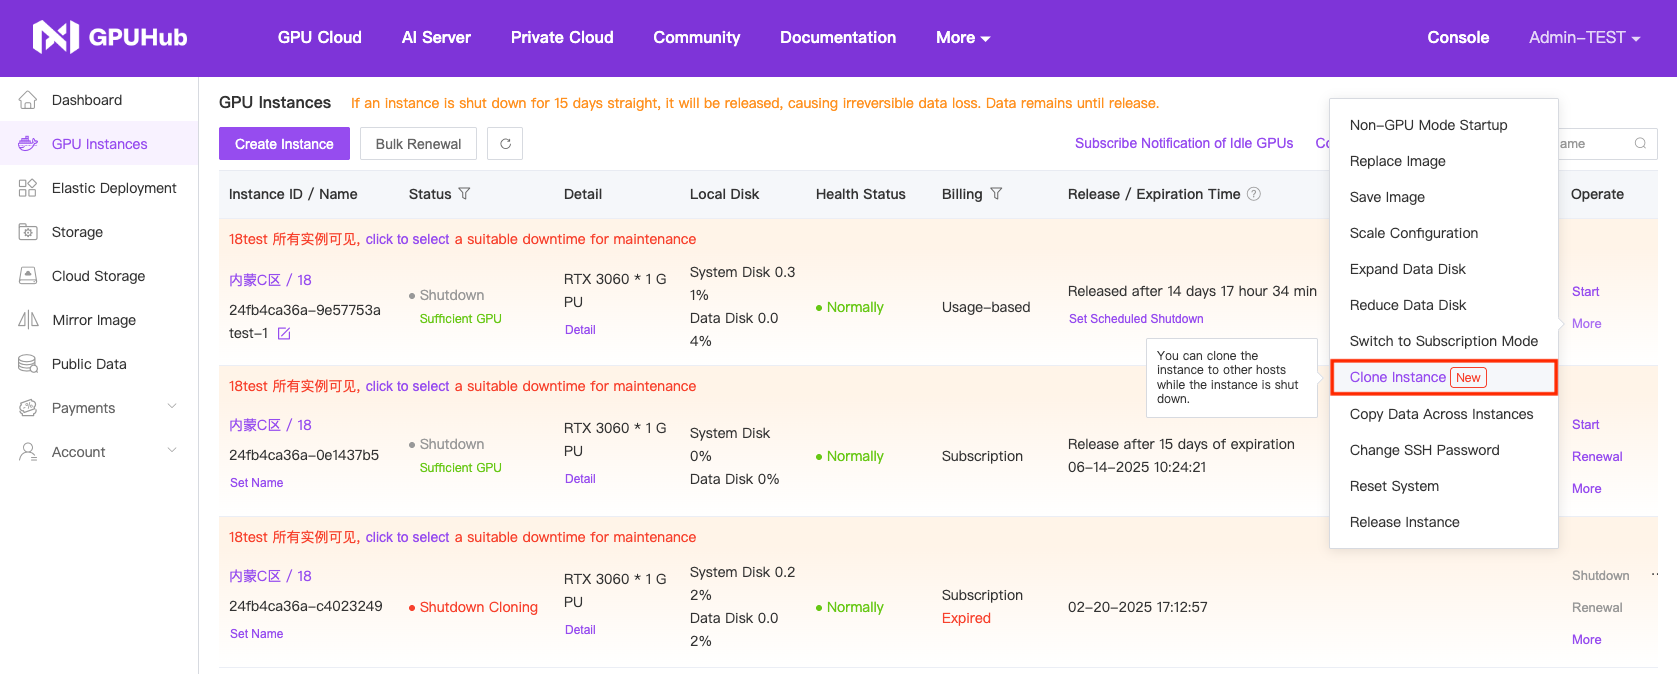 GPUHub
GPU Cloud
AI Server
Private Cloud
Community
Documentation
More
Console
Admin-TEST
Dashboard
GPU Instances
Elastic Deployment
Storage
Cloud Storage
Mirror Image
Public Data
Payments
Account
GPU Instances
If an instance is shut down for 15 days straight, it will be released, causing irreversible data loss. Data remains until release.
Create Instance
Bulk Renewal
Subscribe Notification of Idle GPUs
Co
ame
Instance ID / Name
Status
Detail
Local Disk
Health Status
Billing
Release / Expiration Time
Operate
18test 所有实例可见, click to select a suitable downtime for maintenance
内蒙C区 / 18
24fb4ca36a-9e57753a
test-1
Shutdown
Sufficient GPU
RTX 3060 * 1 G
PU
Detail
System Disk 0.3
1%
Data Disk 0.0
4%
Normally
Usage-based
Released after 14 days 17 hour 34 min
Set Scheduled Shutdown
Start
More
18test 所有实例可见, click to select a suitable downtime for maintenance
内蒙C区 / 18
24fb4ca36a-0e1437b5
Set Name
Shutdown
Sufficient GPU
RTX 3060 * 1 G
PU
Detail
System Disk
0%
Data Disk 0%
Normally
Subscription
Release after 15 days of expiration
06-14-2025 10:24:21
Start
Renewal
More
18test 所有实例可见, click to select a suitable downtime for maintenance
内蒙C区 / 18
24fb4ca36a-c4023249
Set Name
Shutdown Cloning
RTX 3060 * 1 G
PU
Detail
System Disk 0.2
2%
Data Disk 0.0
2%
Normally
Subscription
Expired
02-20-2025 17:12:57
Shutdown
Renewal
More
You can clone the
instance to other hosts
while the instance is shut
down.
Non-GPU Mode Startup
Replace Image
Save Image
Scale Configuration
Expand Data Disk
Reduce Data Disk
Switch to Subscription Mode
Clone Instance New
Copy Data Across Instances
Change SSH Password
Reset System
Release Instance